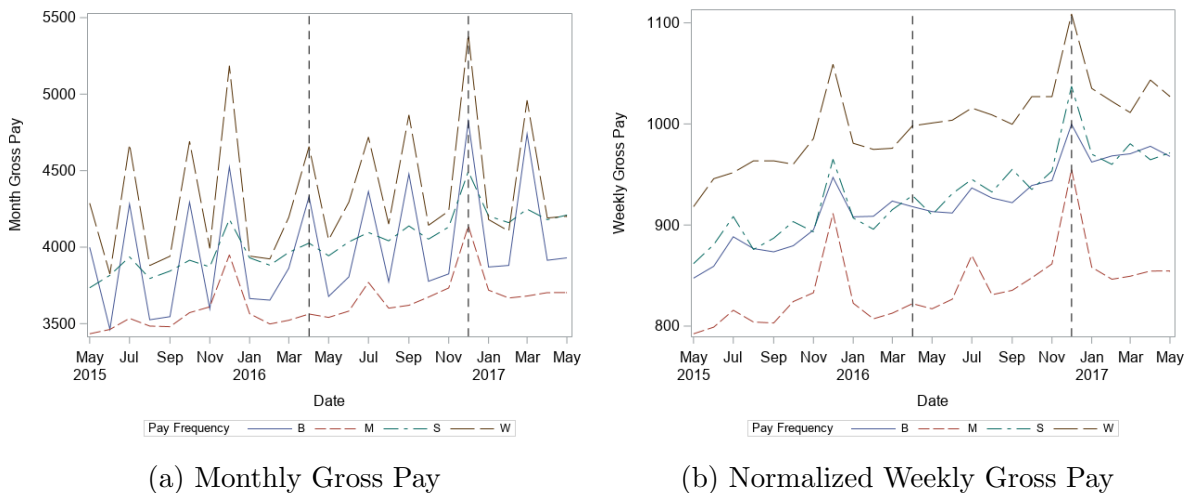 5500
5000
4500
4000
3500
Month Gross Pay
May Jul Sep Nov Jan Mar May Jul Sep Nov Jan Mar May
2015 2016 2017
Date
Pay Frequency B M S W
(a) Monthly Gross Pay
1100
1000
900
800
Weekly Gross Pay
May Jul Sep Nov Jan Mar May Jul Sep Nov Jan Mar May
2015 2016 2017
Date
Pay Frequency B M S W
(b) Normalized Weekly Gross Pay